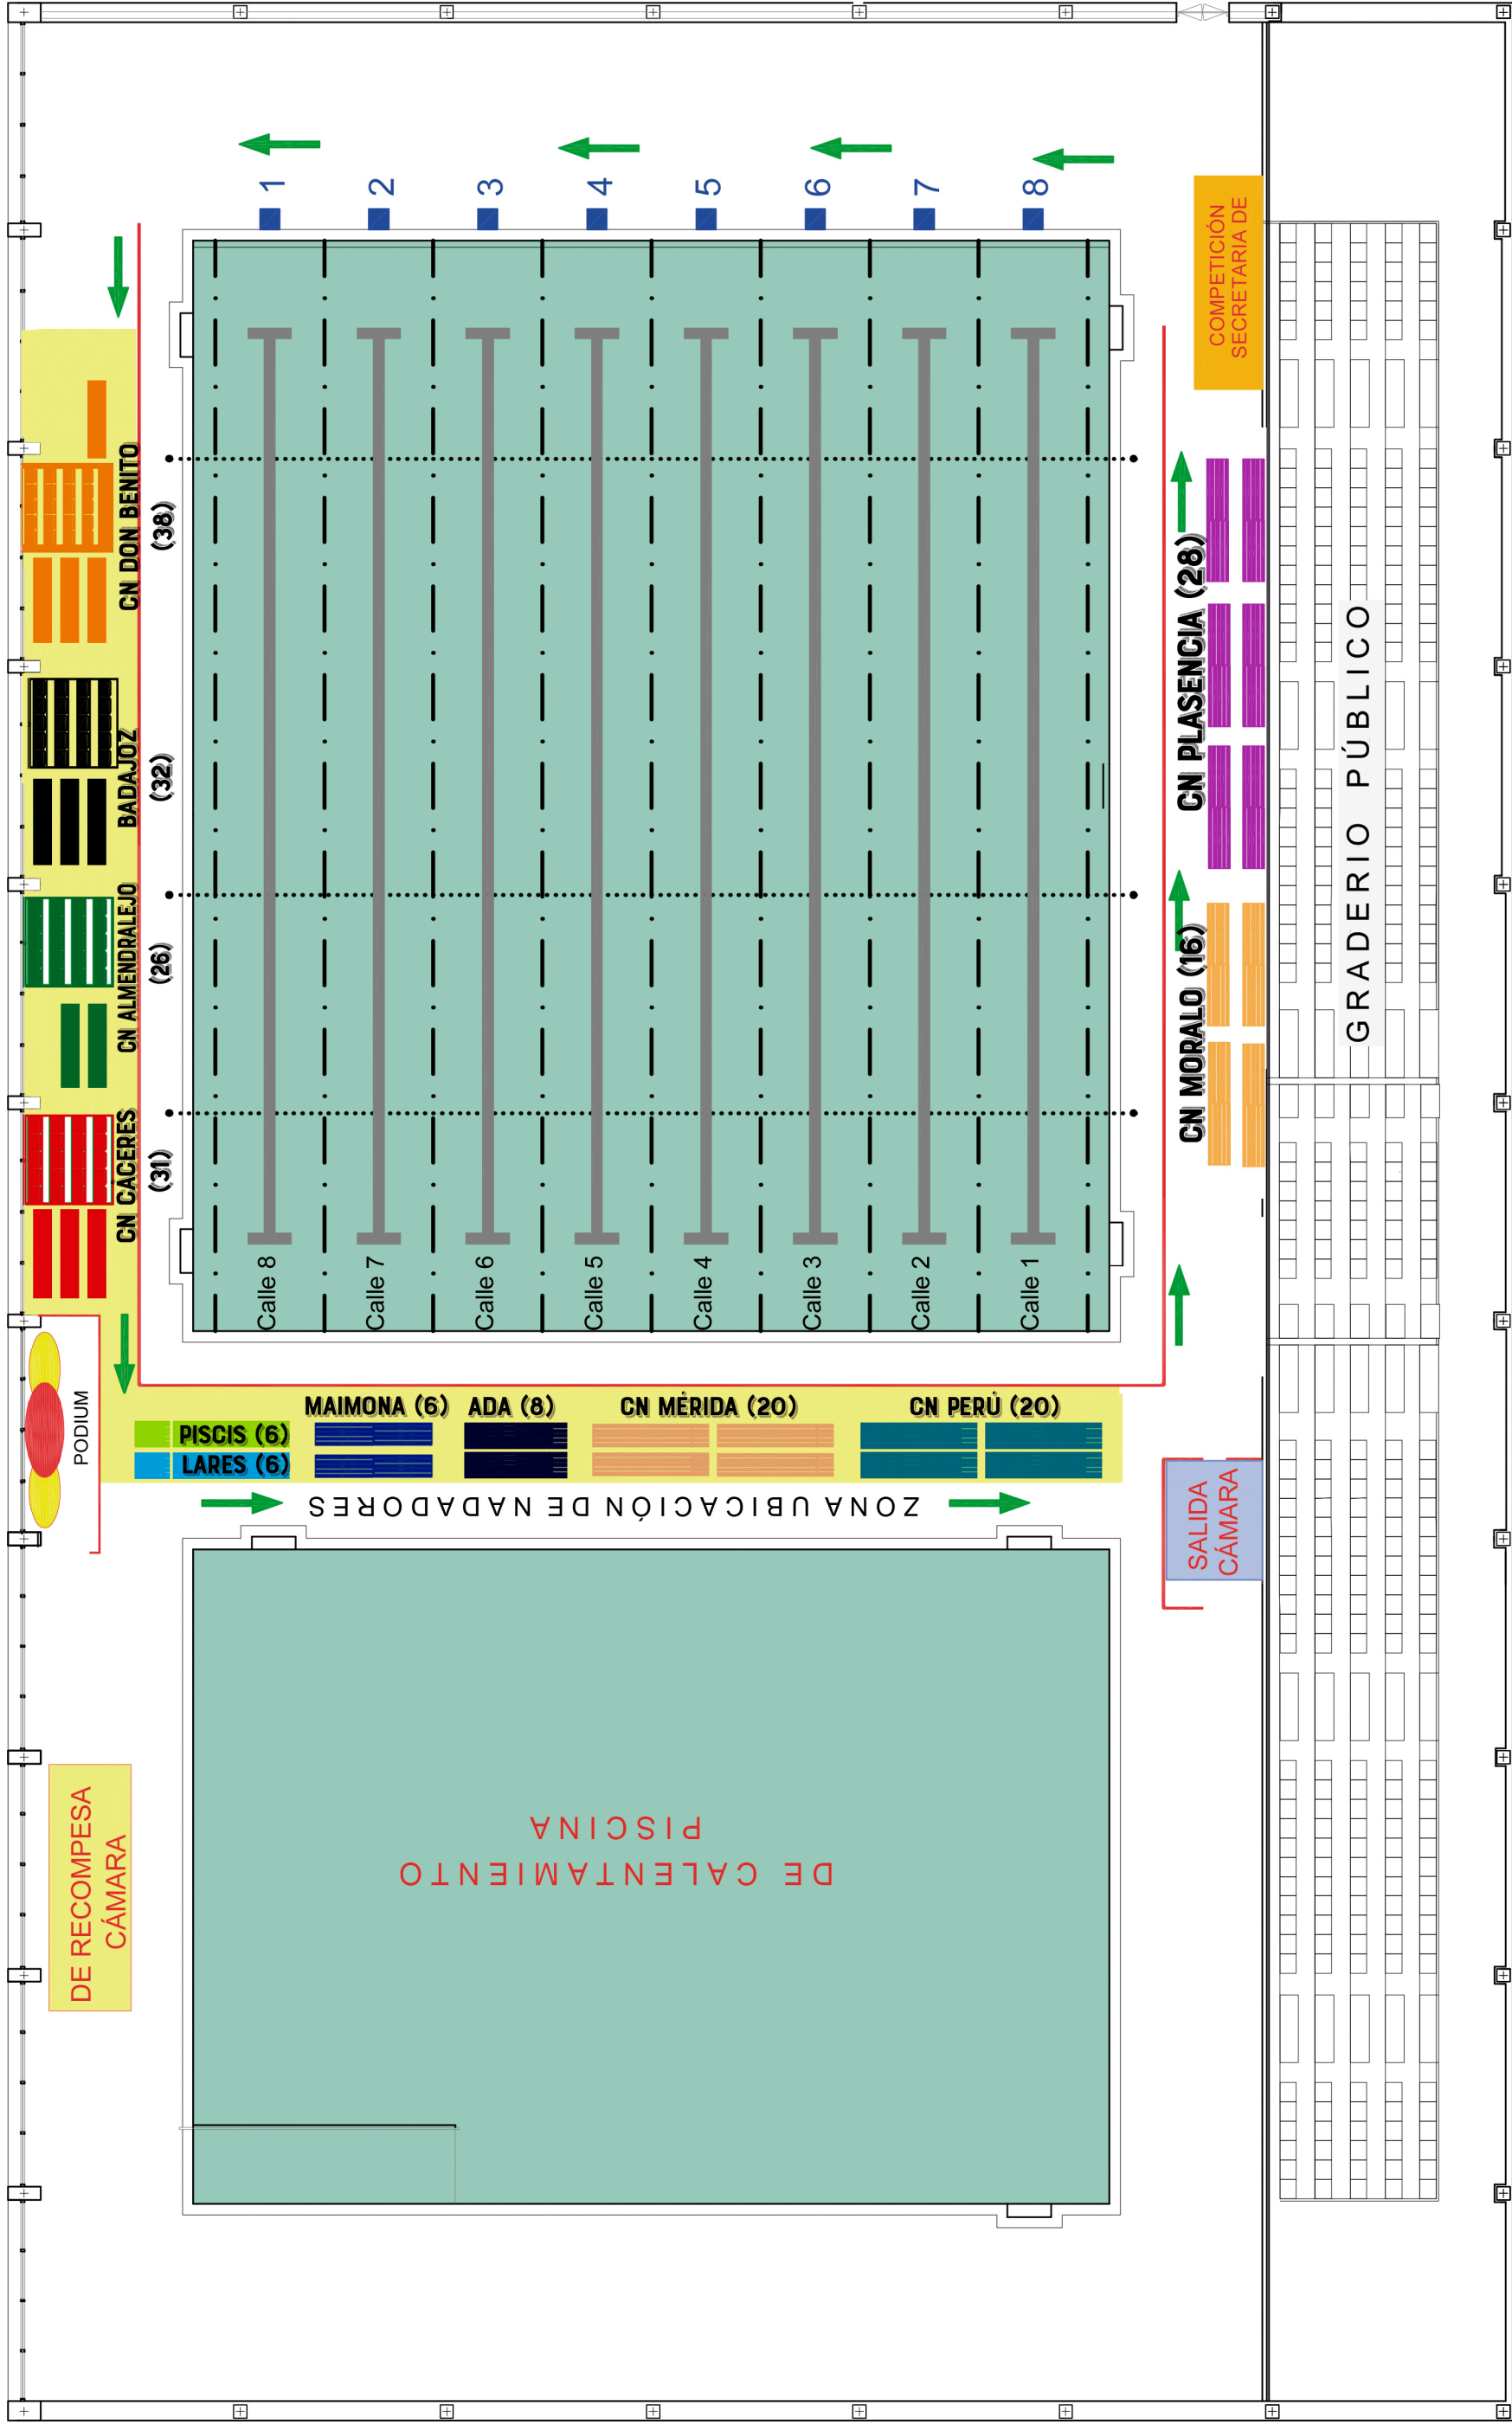 1
2
3
4
5
6
7
8
COMPETICIÓN
SECRETARIA DE
CN DON BENITO
(38)
BADAJOZ
(32)
CN ALMENDRALEJO
(26)
CN CÁCERES
(31)
CN PLASENCIA (28)
CN MORALO (16)
GRADERIO PÚBLICO
Calle 8
Calle 7
Calle 6
Calle 5
Calle 4
Calle 3
Calle 2
Calle 1
PODIUM
PISCIS (6)
LARES (6)
MAIMONA (6)
ADA (8)
CN MÉRIDA (20)
CN PERÚ (20)
ZONA UBICACIÓN DE NADADORES
SALIDA
CÁMARA
DE RECOMPESA
CÁMARA
PISCINA
DE CALENTAMIENTO